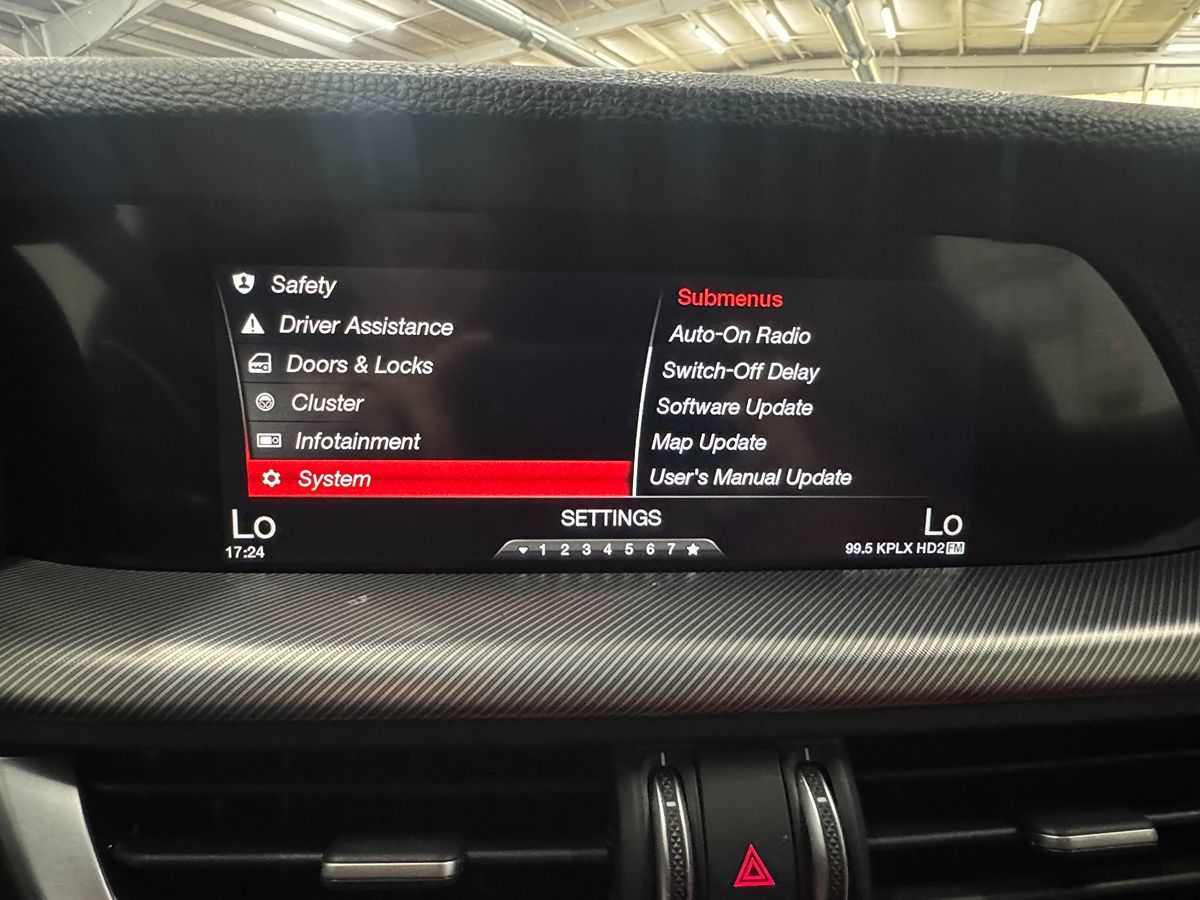 Safety
Driver Assistance
Doors & Locks
Cluster
Infotainment
System
Submenus
Auto-On Radio
Switch-Off Delay
Software Update
Map Update
User's Manual Update
Lo
SETTINGS
Lo
17:24
1 2 3 4 5 6 7
99.5 KPLX HD2 FM